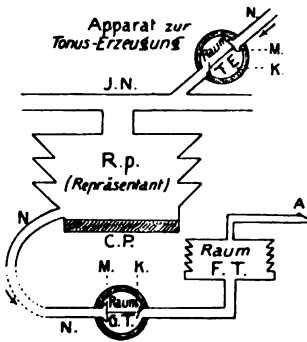 Apparat zur
Tonus-Erzeugung
N.
Raum
T.E.
M.
K.
J.N.
R.p.
(Repräsentant)
N.
C.P.
A
M. K.
Raum
F. T.
Raum
G.T.
N.